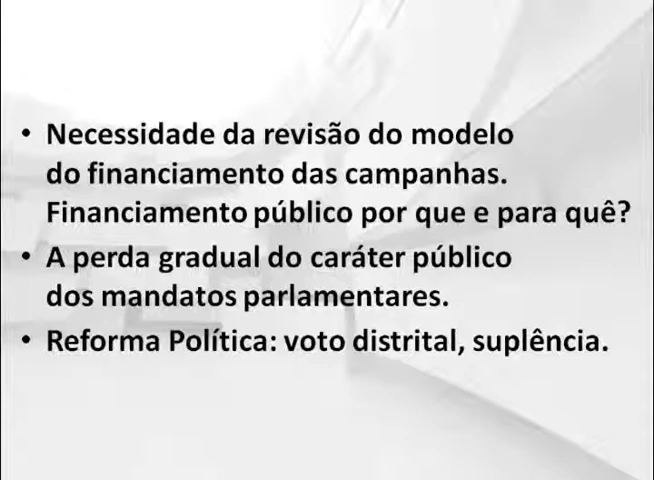 • Necessidade da revisão do modelo
do financiamento das campanhas.
Financiamento público por que e para quê?
• A perda gradual do caráter público
dos mandatos parlamentares.
• Reforma Política: voto distrital, suplência.